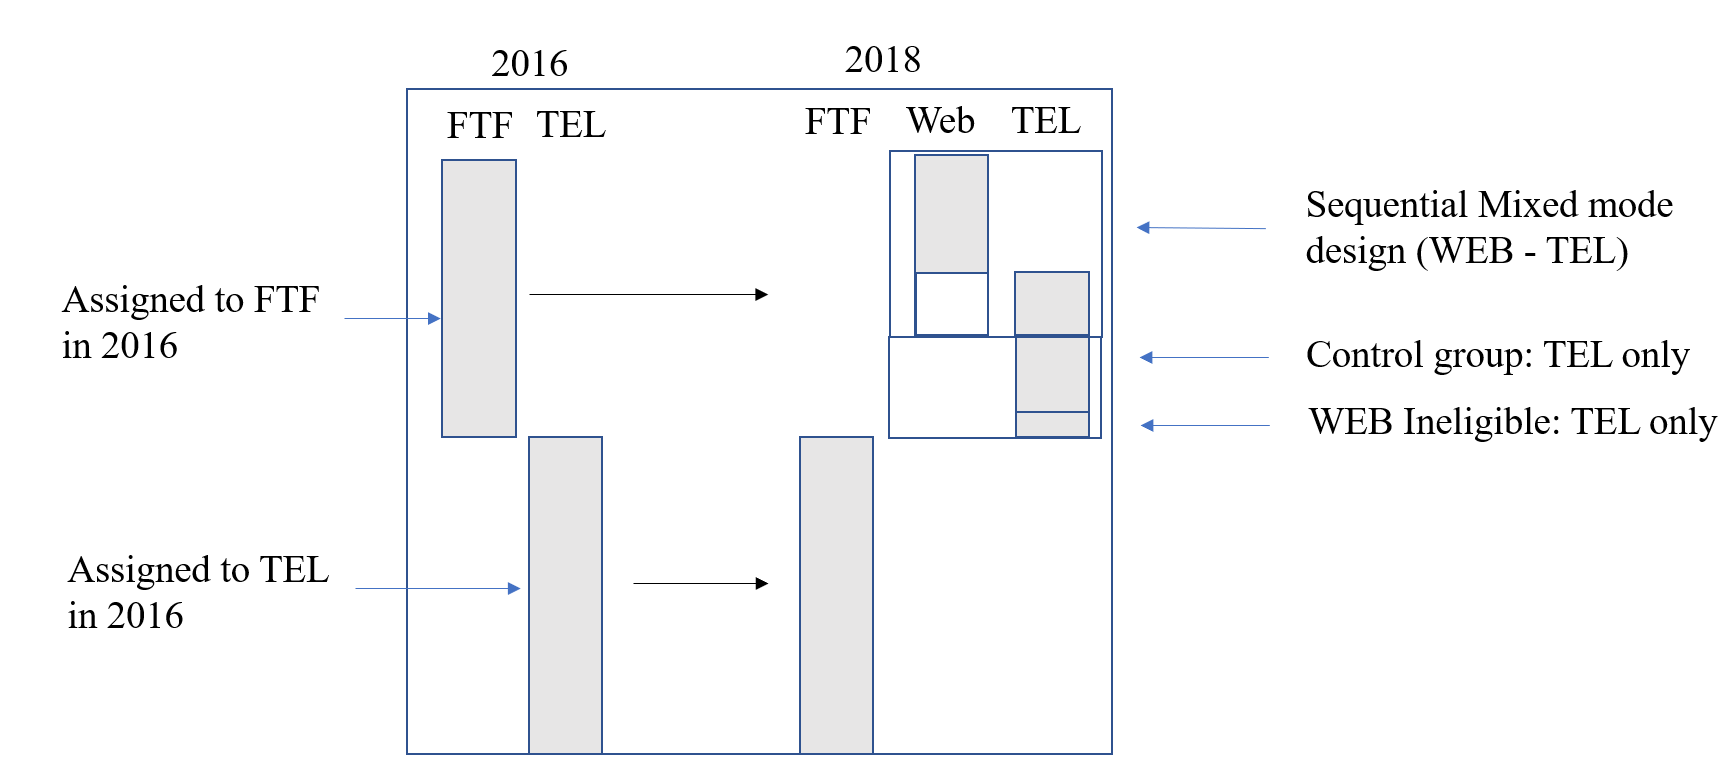 2016
2018
FTF TEL
FTF Web TEL
Sequential Mixed mode
design (WEB - TEL)
Assigned to FTF
in 2016
Control group: TEL only
WEB Ineligible: TEL only
Assigned to TEL
in 2016